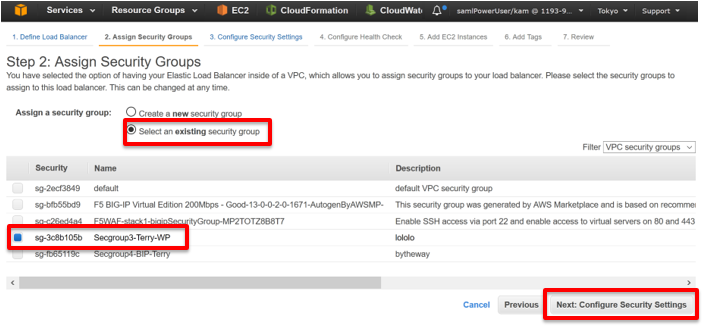 Services
Resource Groups
EC2
CloudFormation
CloudWatc
samlPowerUser/kam @ 1193-9...
Tokyo
Support
1. Define Load Balancer
2. Assign Security Groups
3. Configure Security Settings
4. Configure Health Check
5. Add EC2 Instances
6. Add Tags
7. Review
Step 2: Assign Security Groups
You have selected the option of having your Elastic Load Balancer inside of a VPC, which allows you to assign security groups to your load balancer. Please select the security groups
to assign to this load balancer. This can be changed at any time.
Assign a security group:
Create a new security group
Select an existing security group
Filter VPC security groups
Security Name Description
sg-2ecf3849 default default VPC security group
sg-bfb55bd9 F5 BIG-IP Virtual Edition 200Mbps - Good-13-0-0-2-0-1671-AutogenByAWSMP- This security group was generated by AWS Marketplace and is based on recommen
sg-c26ed4a4 F5WAF-stack1-bigipSecurityGroup-MP2TOTZ8B8T7 Enable SSH access via port 22 and enable access to virtual servers on 80 and 443
sg-3c8b105b Secgroup3-Terry-WP lololo
sg-fb65119c Secgroup4-BIP-Terry bytheway
Cancel
Previous
Next: Configure Security Settings